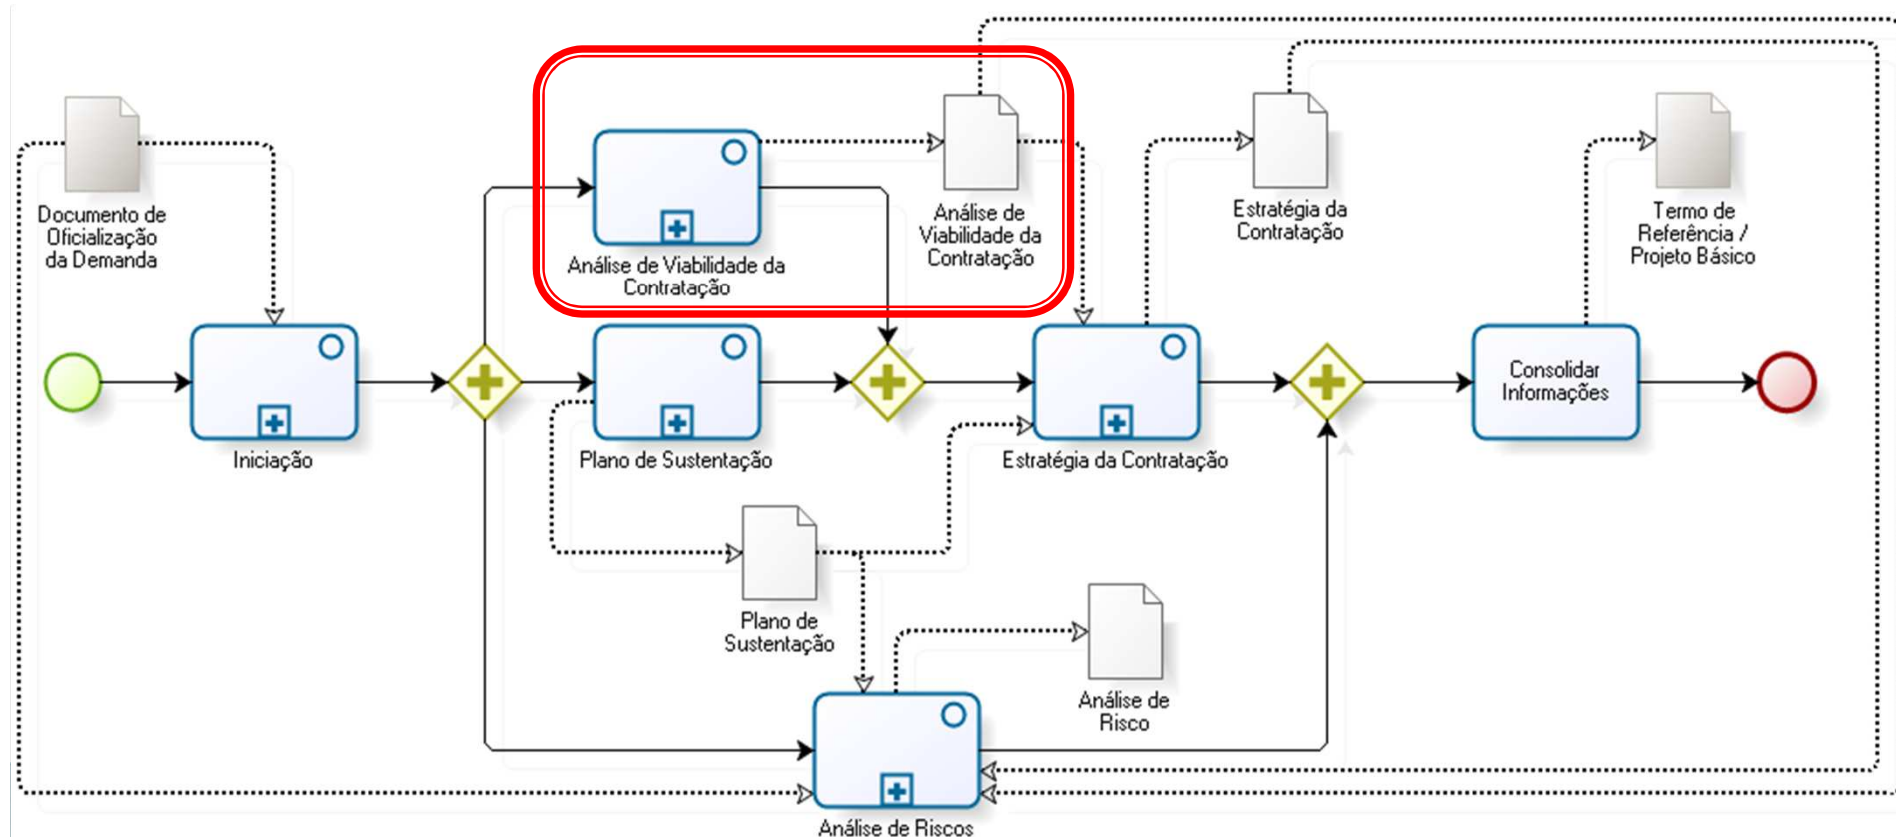 Documento de
Oficialização
da Demanda
Análise de Viabilidade da
Contratação
Análise de
Viabilidade da
Contratação
Estratégia da
Contratação
Termo de
Referência /
Projeto Básico
Iniciação
Plano de Sustentação
Estratégia da Contratação
Consolidar
Informações
Plano de
Sustentação
Análise de
Risco
Análise de Riscos